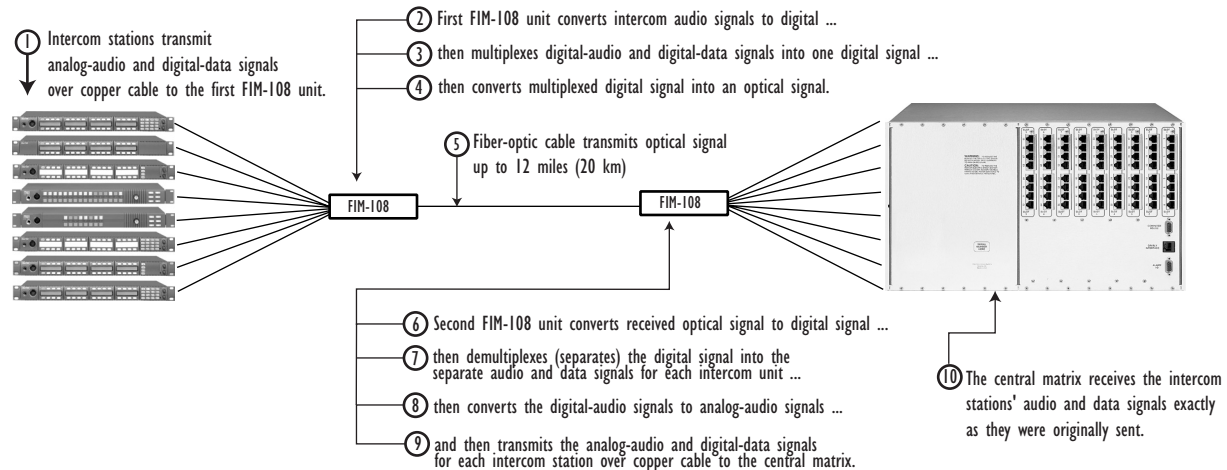 1 Intercom stations transmit
analog-audio and digital-data signals
over copper cable to the first FIM-108 unit.
2 First FIM-108 unit converts intercom audio signals to digital ...
3 then multiplexes digital-audio and digital-data signals into one digital signal ...
4 then converts multiplexed digital signal into an optical signal.
5 Fiber-optic cable transmits optical signal
up to 12 miles (20 km)
FIM-108
FIM-108
6 Second FIM-108 unit converts received optical signal to digital signal ...
7 then demultiplexes (separates) the digital signal into the
separate audio and data signals for each intercom unit ...
8 then converts the digital-audio signals to analog-audio signals ...
9 and then transmits the analog-audio and digital-data signals
for each intercom station over copper cable to the central matrix.
10 The central matrix receives the intercom
stations' audio and data signals exactly
as they were originally sent.